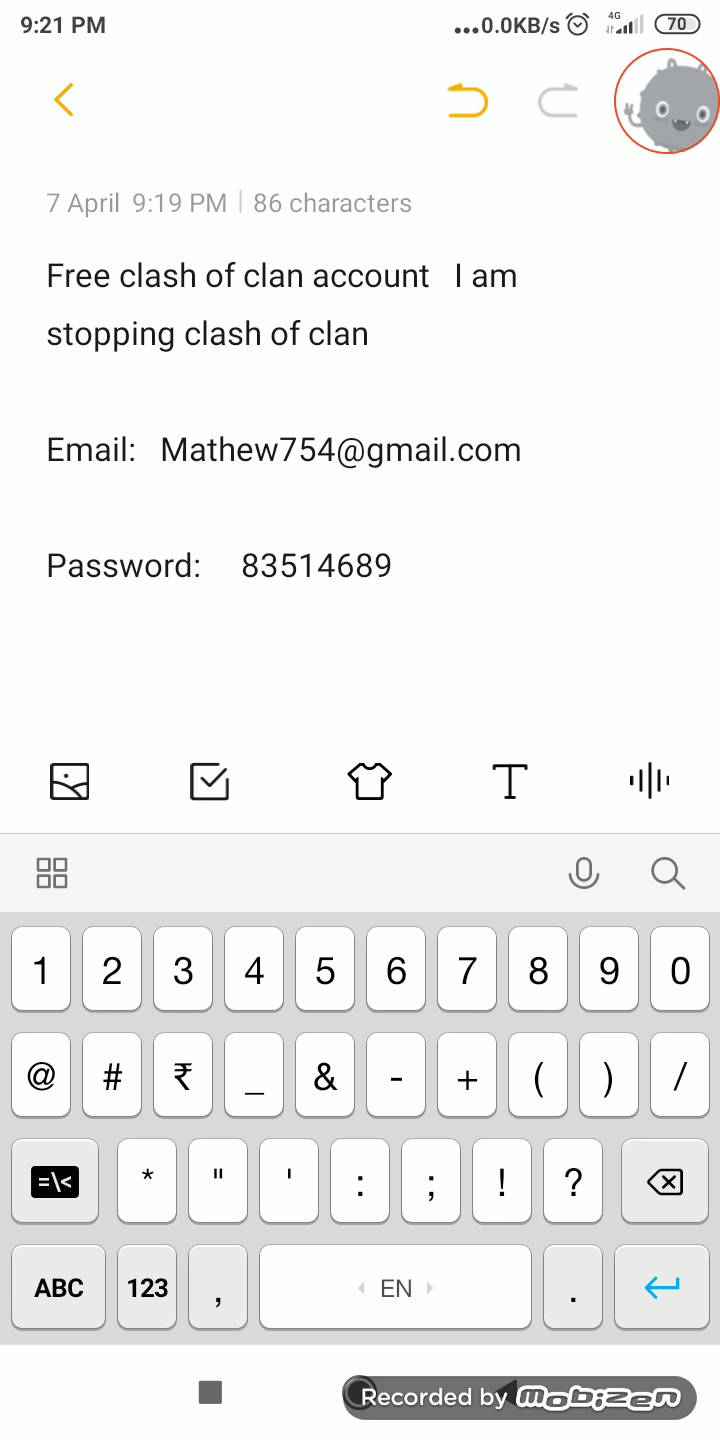 9:21 PM ...0.0KB/s 4G 70
7 April 9:19 PM | 86 characters
Free clash of clan account I am
stopping clash of clan
Email: Mathew754@gmail.com
Password: 83514689
T
1 2 3 4 5 6 7 8 9 0
@ # ₹ _ & - + ( ) /
=\< * " ' : ; ! ?
ABC 123 , EN .
Recorded by mobizen